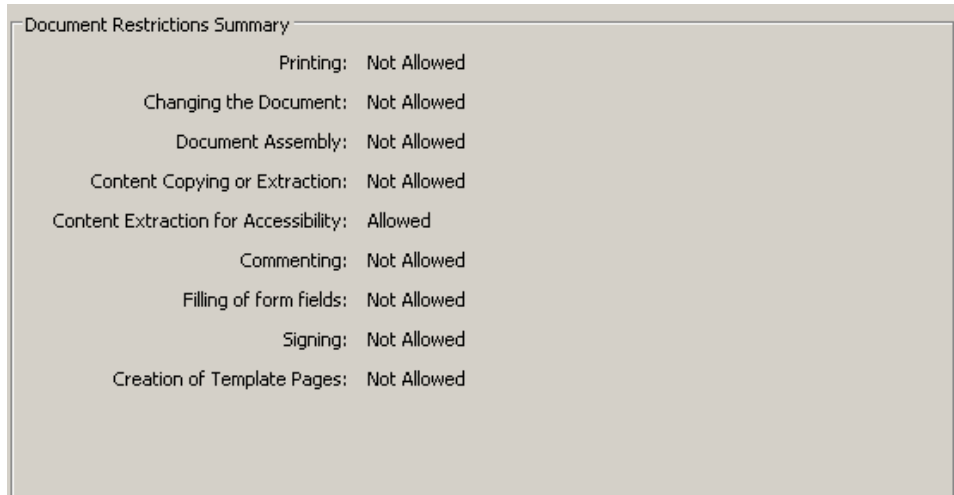 Document Restrictions Summary
Printing: Not Allowed
Changing the Document: Not Allowed
Document Assembly: Not Allowed
Content Copying or Extraction: Not Allowed
Content Extraction for Accessibility: Allowed
Commenting: Not Allowed
Filling of form fields: Not Allowed
Signing: Not Allowed
Creation of Template Pages: Not Allowed